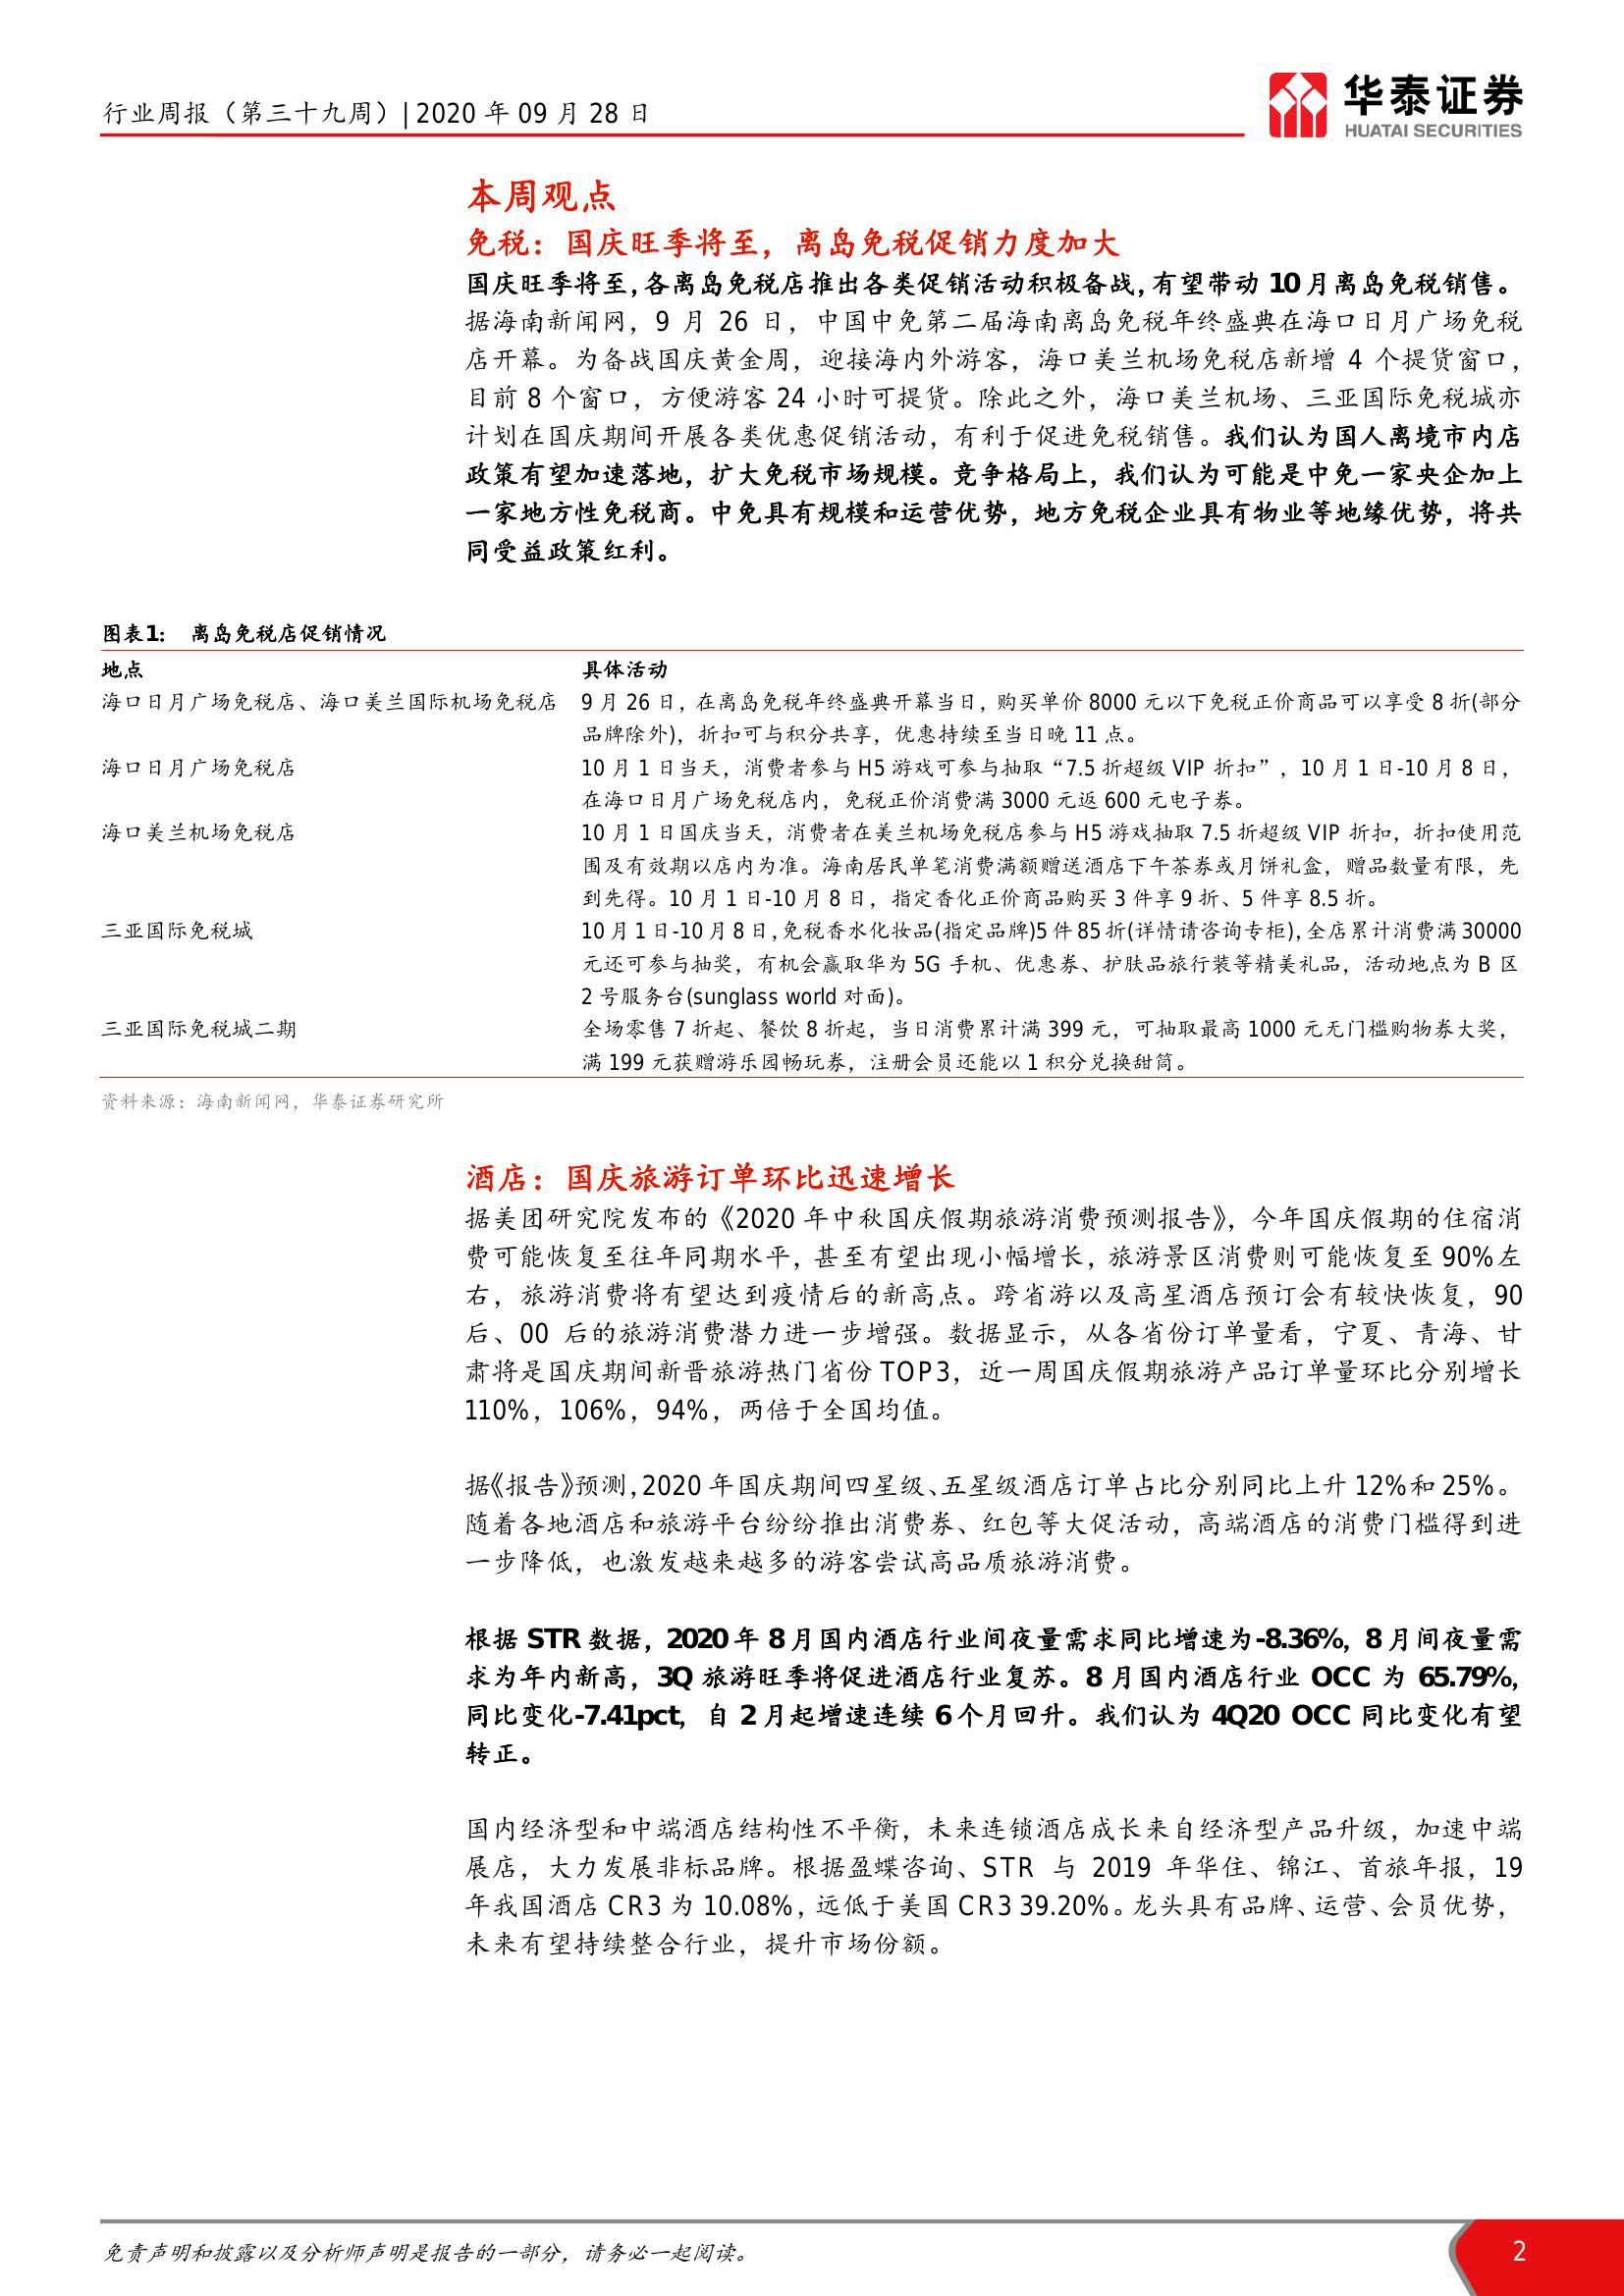 行业周报（第三十九周）| 2020 年 09 月 28 日
华泰证券
HUATAI SECURITIES
本周观点
免税：国庆旺季将至，离岛免税促销力度加大
国庆旺季将至，各离岛免税店推出各类促销活动积极备战，有望带动 10 月离岛免税销售。
据海南新闻网，9 月 26 日，中国中免第二届海南离岛免税年终盛典在海口日月广场免税
店开幕。为备战国庆黄金周，迎接海内外游客，海口美兰机场免税店新增 4 个提货窗口，
目前 8 个窗口，方便游客 24 小时可提货。除此之外，海口美兰机场、三亚国际免税城亦
计划在国庆期间开展各类优惠促销活动，有利于促进免税销售。我们认为国人离境市内店
政策有望加速落地，扩大免税市场规模。竞争格局上，我们认为可能是中免一家央企加上
一家地方性免税商。中免具有规模和运营优势，地方免税企业具有物业等地缘优势，将共
同受益政策红利。
图表1： 离岛免税店促销情况
地点 具体活动
海口日月广场免税店、海口美兰国际机场免税店 9 月 26 日，在离岛免税年终盛典开幕当日，购买单价 8000 元以下免税正价商品可以享受 8 折(部分
品牌除外)，折扣可与积分共享，优惠持续至当日晚 11 点。
海口日月广场免税店 10 月 1 日当天，消费者参与 H5 游戏可参与抽取“7.5 折超级 VIP 折扣”，10 月 1 日-10 月 8 日，
在海口日月广场免税店内，免税正价消费满 3000 元返 600 元电子券。
海口美兰机场免税店 10 月 1 日国庆当天，消费者在美兰机场免税店参与 H5 游戏抽取 7.5 折超级 VIP 折扣，折扣使用范
围及有效期以店内为准。海南居民单笔消费满额赠送酒店下午茶券或月饼礼盒，赠品数量有限，先
到先得。10 月 1 日-10 月 8 日，指定香化正价商品购买 3 件享 9 折、5 件享 8.5 折。
三亚国际免税城 10 月 1 日-10 月 8 日，免税香水化妆品(指定品牌)5 件 85 折(详情请咨询专柜)，全店累计消费满 30000
元还可参与抽奖，有机会赢取华为 5G 手机、优惠券、护肤品旅行装等精美礼品，活动地点为 B 区
2 号服务台(sunglass world 对面)。
三亚国际免税城二期 全场零售 7 折起、餐饮 8 折起，当日消费累计满 399 元，可抽取最高 1000 元无门槛购物券大奖，
满 199 元获赠游乐园畅玩券，注册会员还能以 1 积分兑换甜筒。
资料来源：海南新闻网，华泰证券研究所
酒店：国庆旅游订单环比迅速增长
据美团研究院发布的《2020 年中秋国庆假期旅游消费预测报告》，今年国庆假期的住宿消
费可能恢复至往年同期水平，甚至有望出现小幅增长，旅游景区消费则可能恢复至 90%左
右，旅游消费将有望达到疫情后的新高点。跨省游以及高星酒店预订会有较快恢复，90
后、00 后的旅游消费潜力进一步增强。数据显示，从各省份订单量看，宁夏、青海、甘
肃将是国庆期间新晋旅游热门省份 TOP3，近一周国庆假期旅游产品订单量环比分别增长
110%，106%，94%，两倍于全国均值。
据《报告》预测，2020 年国庆期间四星级、五星级酒店订单占比分别同比上升 12%和 25%。
随着各地酒店和旅游平台纷纷推出消费券、红包等大促活动，高端酒店的消费门槛得到进
一步降低，也激发越来越多的游客尝试高品质旅游消费。
根据 STR 数据，2020 年 8 月国内酒店行业间夜量需求同比增速为-8.36%，8 月间夜量需
求为年内新高，3Q 旅游旺季将促进酒店行业复苏。8 月国内酒店行业 OCC 为 65.79%，
同比变化-7.41pct，自 2 月起增速连续 6 个月回升。我们认为 4Q20 OCC 同比变化有望
转正。
国内经济型和中端酒店结构性不平衡，未来连锁酒店成长来自经济型产品升级，加速中端
展店，大力发展非标品牌。根据盈蝶咨询、STR 与 2019 年华住、锦江、首旅年报，19
年我国酒店 CR3 为 10.08%，远低于美国 CR3 39.20%。龙头具有品牌、运营、会员优势，
未来有望持续整合行业，提升市场份额。
免责声明和披露以及分析师声明是报告的一部分，请务必一起阅读。
2